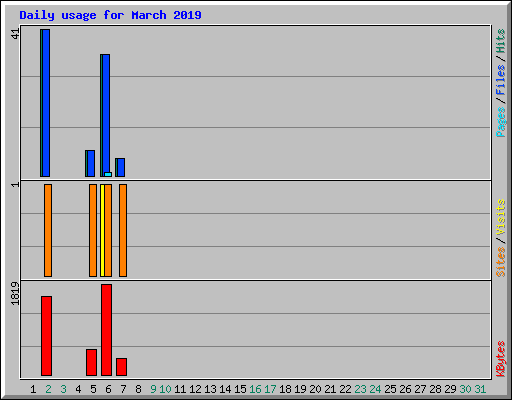 Daily usage for March 2019
41
Pages/Files/Hits
1
Sites/Visits
1819
KBytes
1 2 3 4 5 6 7 8 9 10 11 12 13 14 15 16 17 18 19 20 21 22 23 24 25 26 27 28 29 30 31